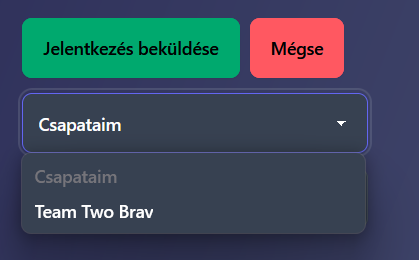 Jelentkezés beküldése Mégse
Csapataim
Csapataim
Team Two Brav